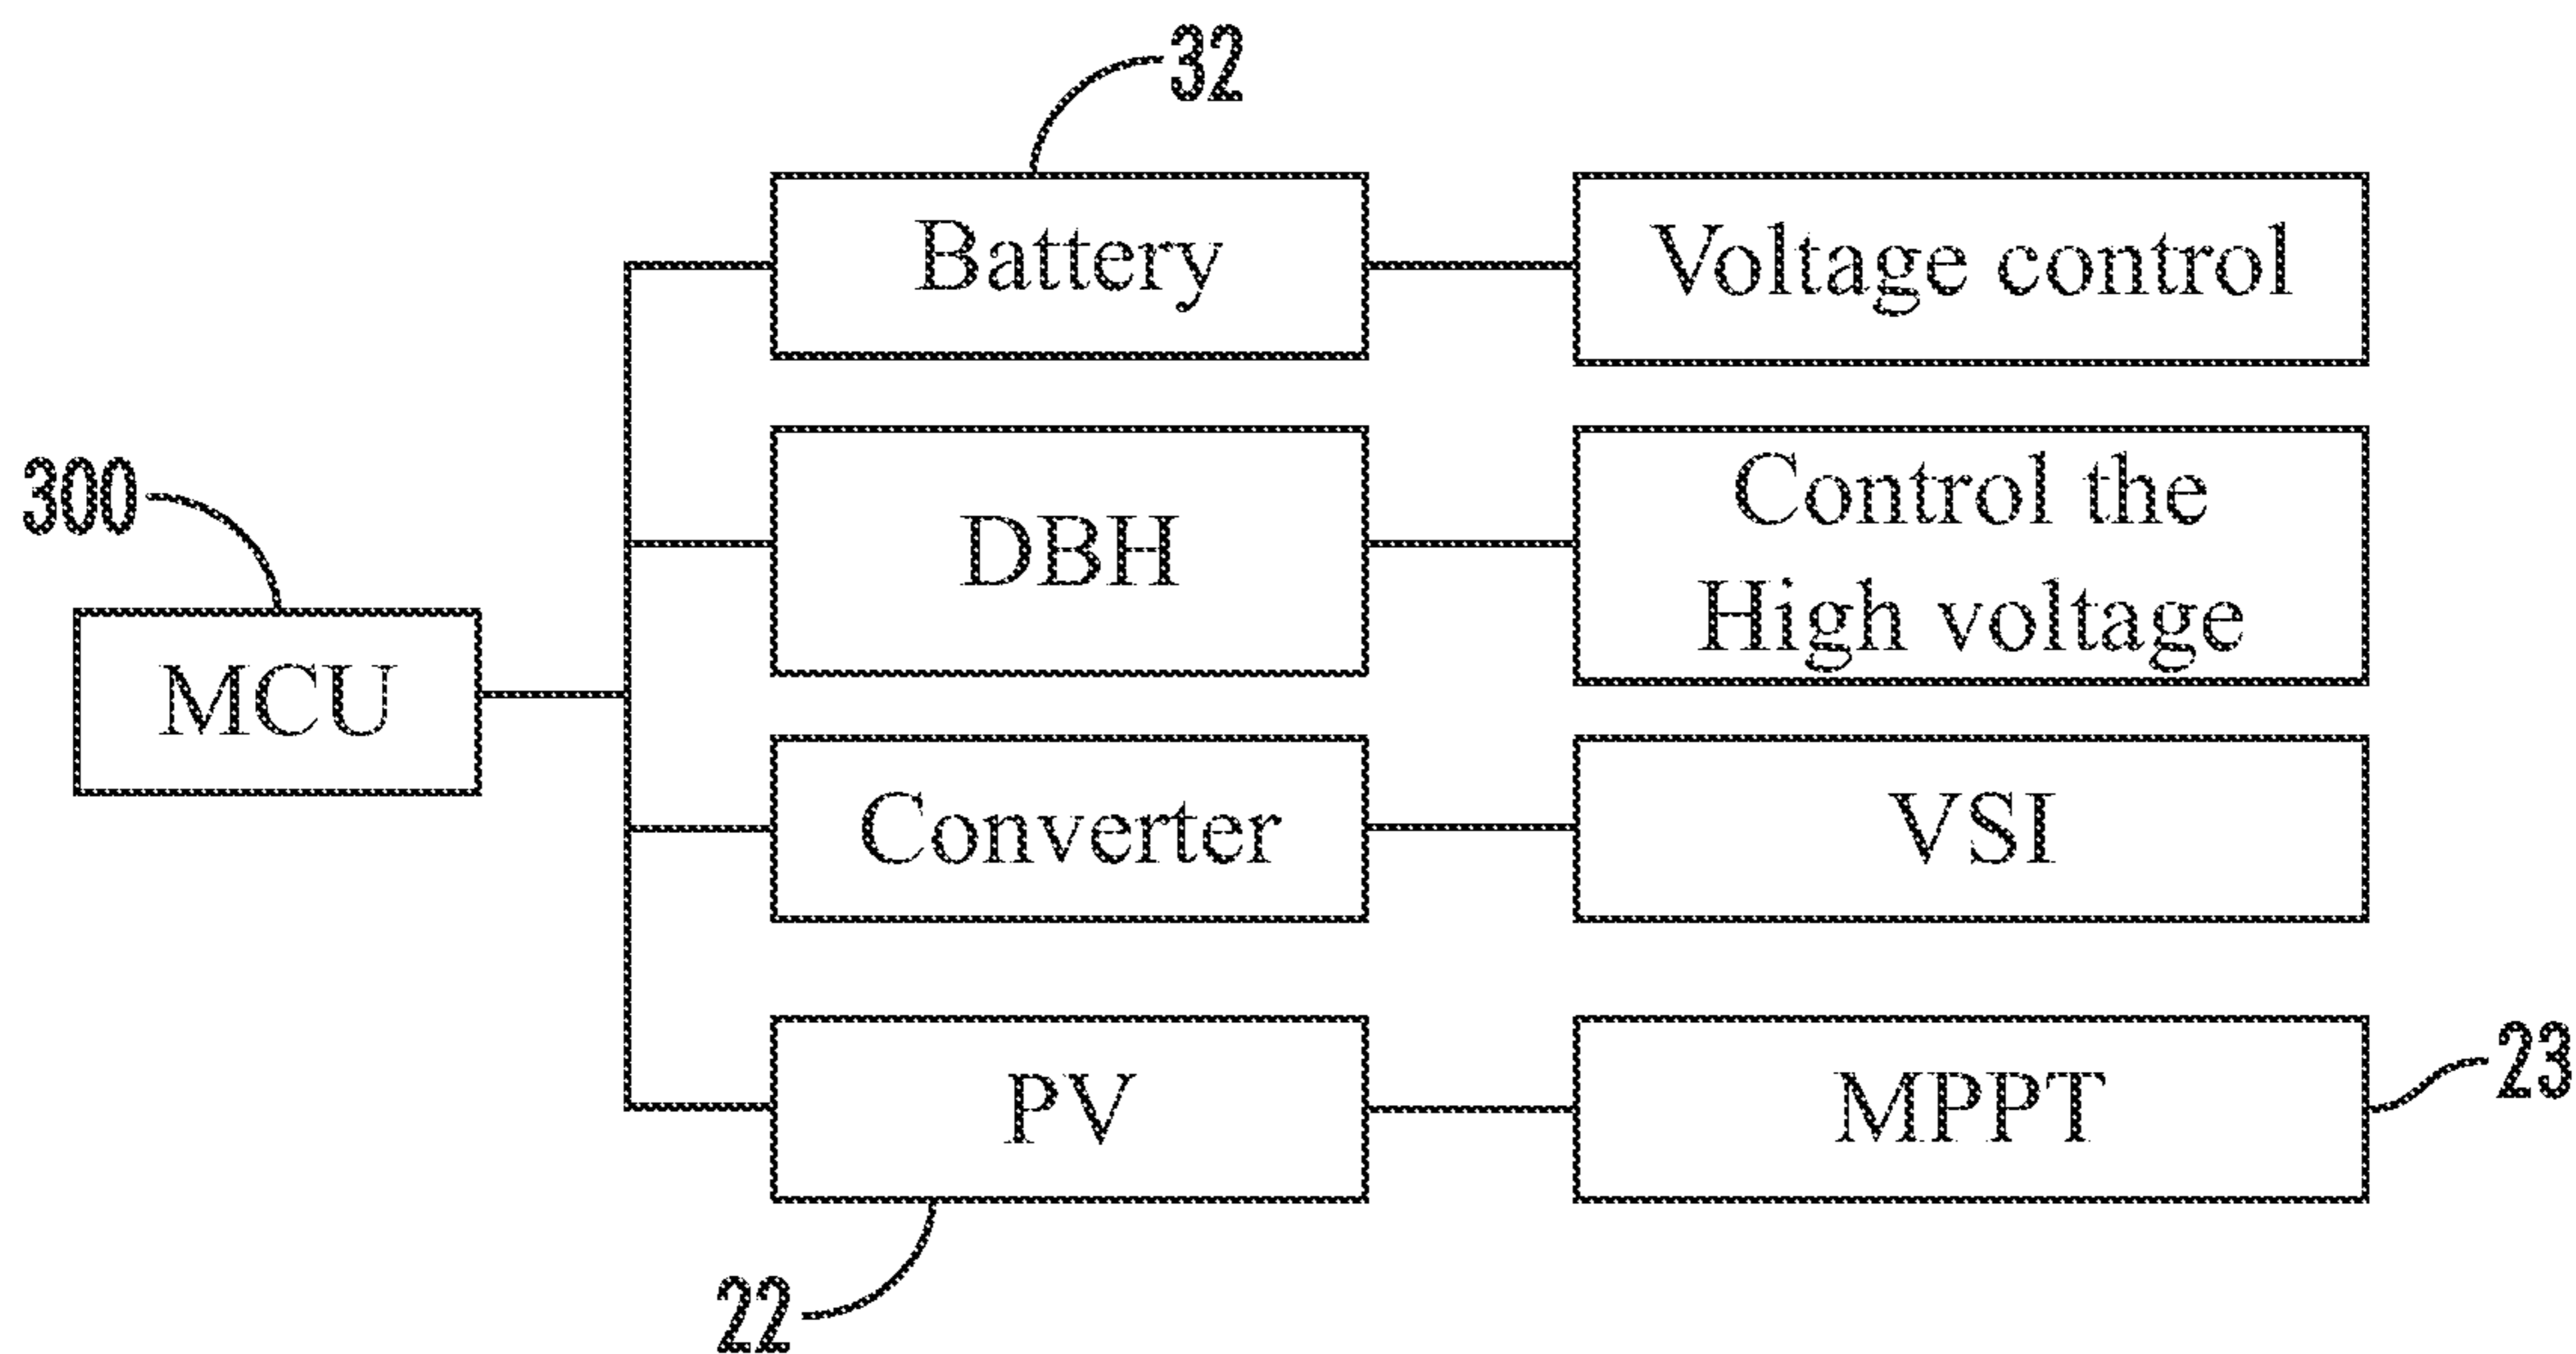 32
Battery
Voltage control
300
DBH
Control the
High voltage
MCU
Converter
VSI
PV
MPPT
23
22